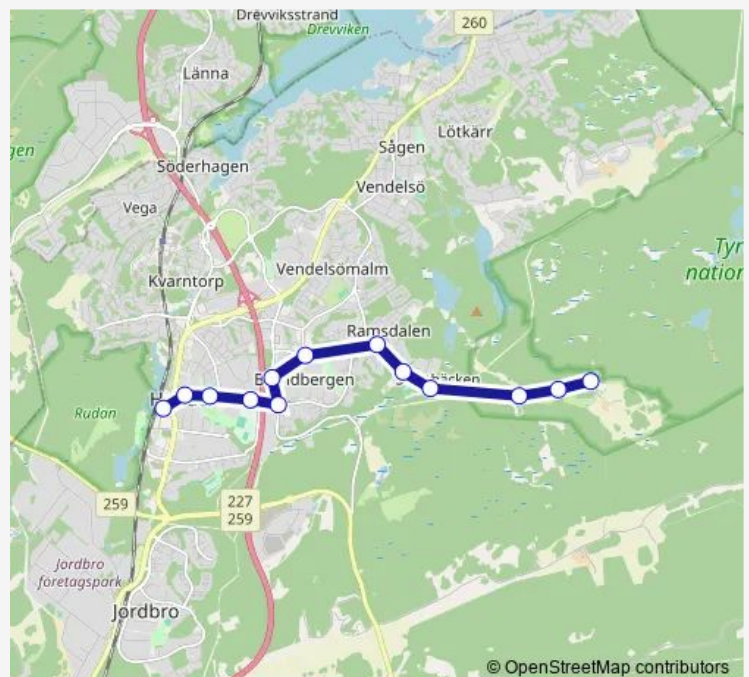 Drevviksstrand
Drevviken
260
Länna
Lötkärr
Sågen
gen
Söderhagen
Vendelsö
Vega
Tyr
nation
Vendelsömalm
Kvarntorp
Ramsdalen
Rudan
259
227
259
Jordbro
företagspark
Jordbro
© OpenStreetMap contributors